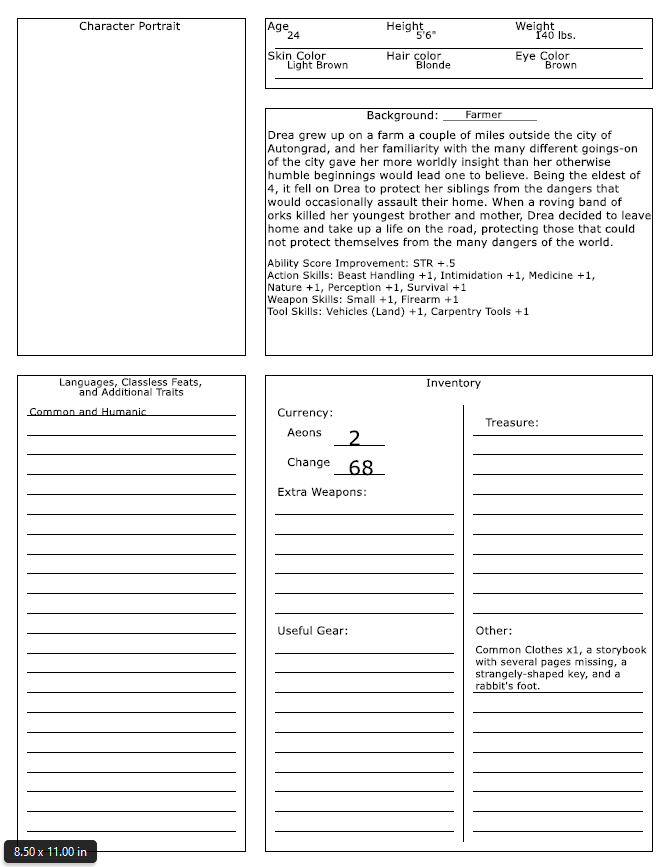 Character Portrait
Age Height Weight
24 5'6" 140 lbs.
Skin Color Hair color Eye Color
Light Brown Blonde Brown
Background: Farmer
Drea grew up on a farm a couple of miles outside the city of
Autongrad, and her familiarity with the many different goings-on
of the city gave her more worldly insight than her otherwise
humble beginnings would lead one to believe. Being the eldest of
4, it fell on Drea to protect her siblings from the dangers that
would occasionally assault their home. When a roving band of
orks killed her youngest brother and mother, Drea decided to leave
home and take up a life on the road, protecting those that could
not protect themselves from the many dangers of the world.
Ability Score Improvement: STR +.5
Action Skills: Beast Handling +1, Intimidation +1, Medicine +1,
Nature +1, Perception +1, Survival +1
Weapon Skills: Small +1, Firearm +1
Tool Skills: Vehicles (Land) +1, Carpentry Tools +1
Languages, Classless Feats,
and Additional Traits
Common and Humanic
Inventory
Currency:
Aeons 2
Change 68
Extra Weapons:
Useful Gear:
Treasure:
Other:
Common Clothes x1, a storybook
with several pages missing, a
strangely-shaped key, and a
rabbit's foot.
8.50 x 11.00 in